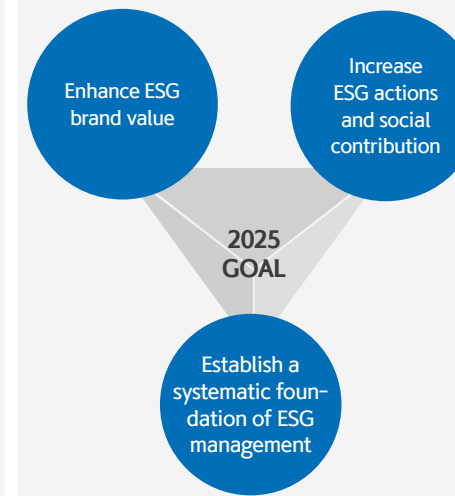 Enhance ESG
brand value
Increase
ESG actions
and social
contribution
2025
GOAL
Establish a
systematic foun-
dation of ESG
management